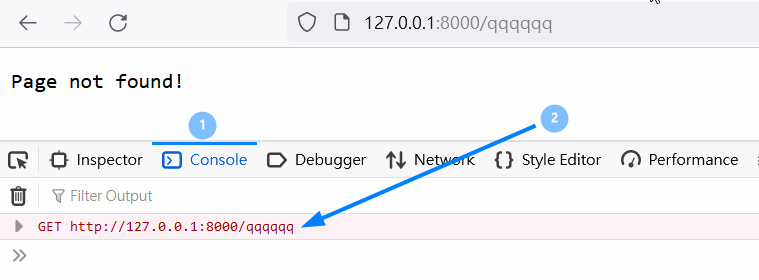 127.0.0.1:8000/qqqqqq
Page not found!
1
2
Inspector Console Debugger Network Style Editor Performance
Filter Output
GET http://127.0.0.1:8000/qqqqqq